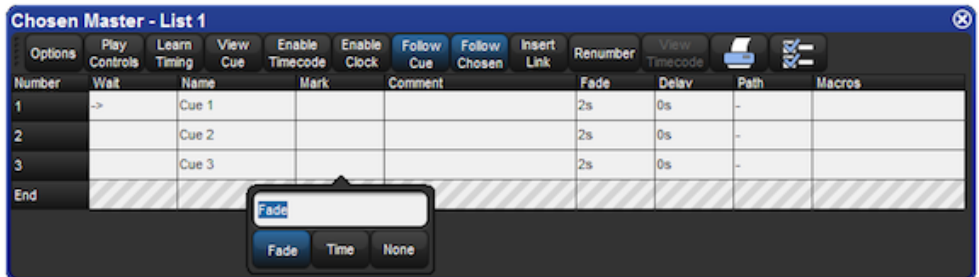 Chosen Master - List 1
Options Play Controls Learn Timing View Cue Enable Timecode Enable Clock Follow Cue Follow Chosen Insert Link Renumber View Timecode
Number Wait Name Mark Comment Fade Delay Path Macros
1 -> Cue 1 2s 0s -
2 Cue 2 2s 0s -
3 Cue 3 2s 0s -
End
Fade
Fade Time None